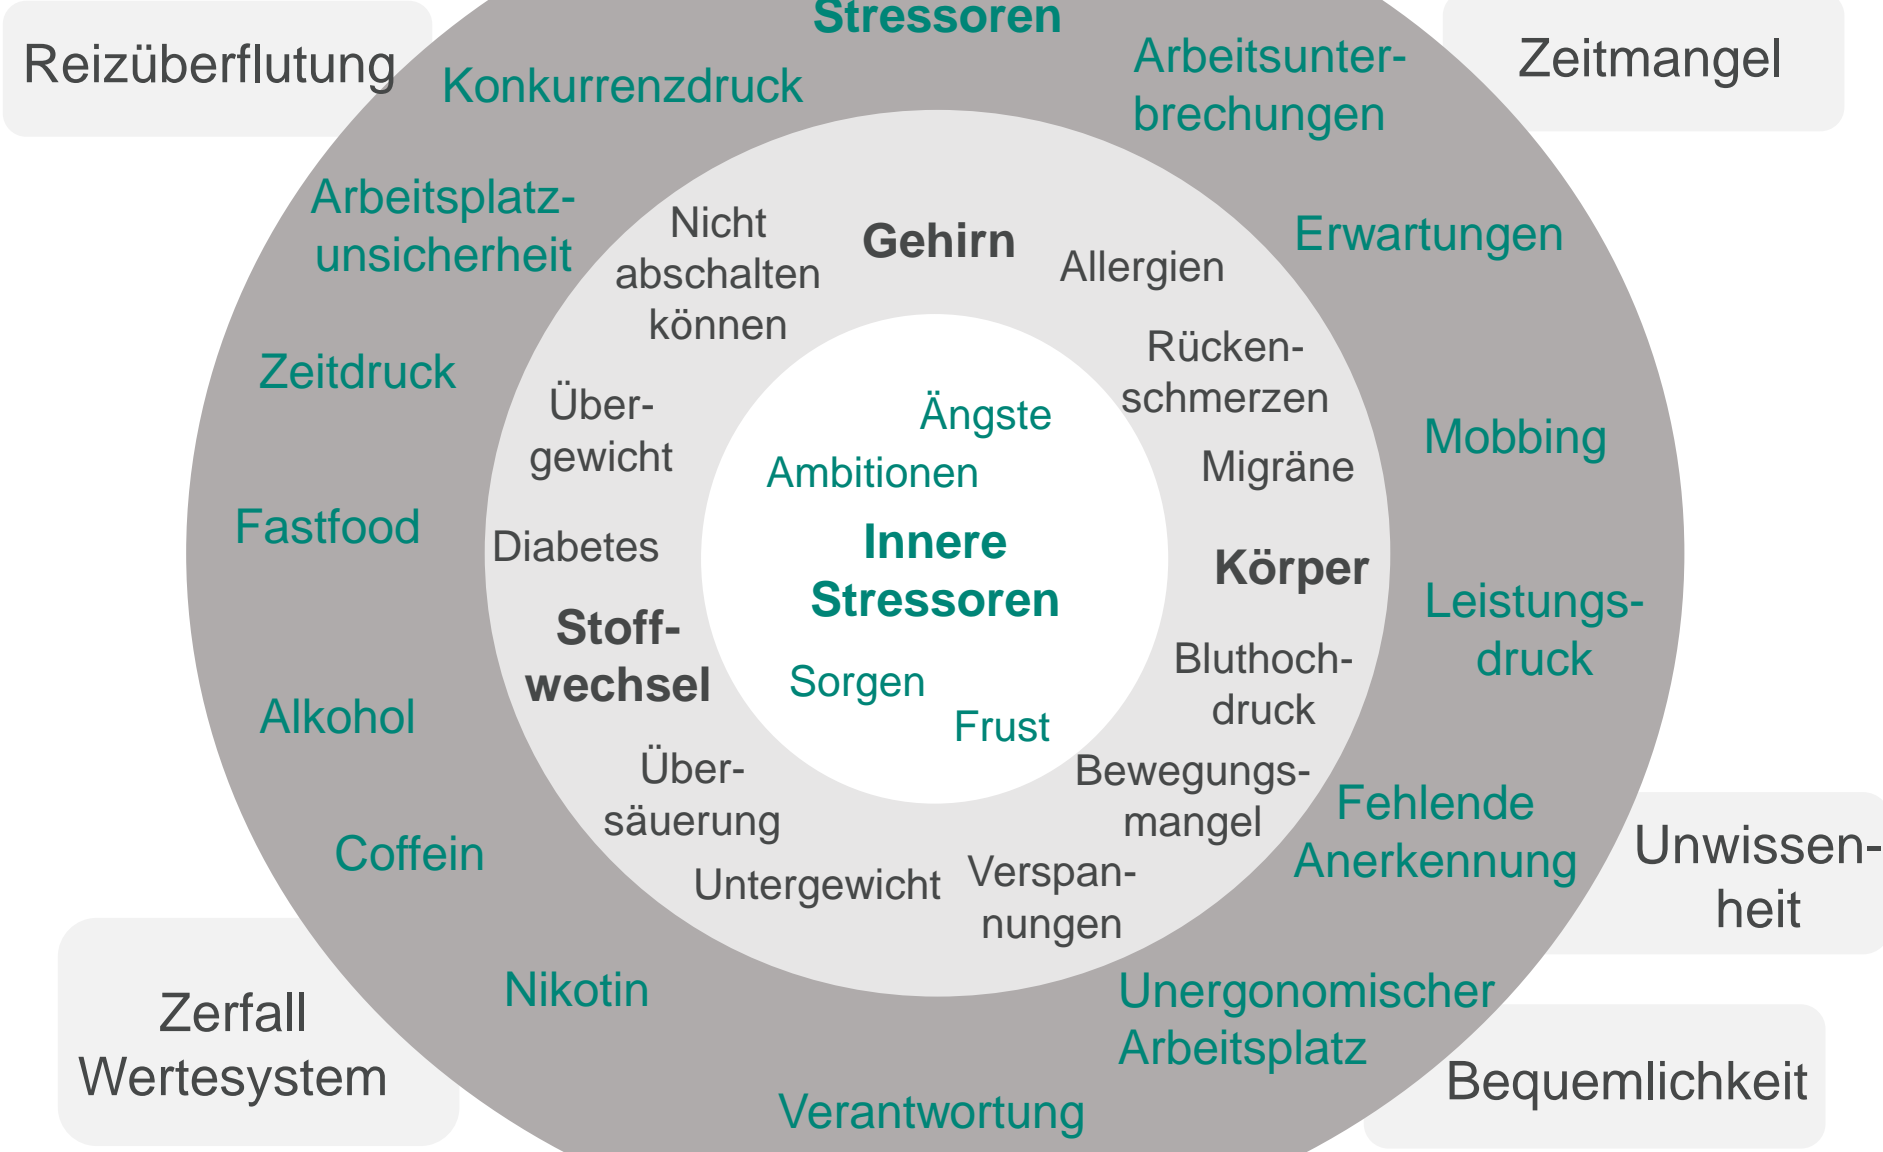 Stressoren
Reizüberflutung
Zeitmangel
Konkurrenzdruck
Arbeitsunter-
brechungen
Arbeitsplatz-
unsicherheit
Erwartungen
Nicht
abschalten
können
Gehirn
Allergien
Zeitdruck
Rücken-
schmerzen
Über-
gewicht
Ängste
Mobbing
Ambitionen
Migräne
Fastfood
Diabetes
Innere
Stressoren
Körper
Leistungs-
druck
Stoff-
wechsel
Bluthoch-
druck
Sorgen
Frust
Alkohol
Über-
säuerung
Bewegungs-
mangel
Fehlende
Anerkennung
Coffein
Unwissen-
heit
Untergewicht
Verspan-
nungen
Nikotin
Unergonomischer
Arbeitsplatz
Zerfall
Wertesystem
Bequemlichkeit
Verantwortung